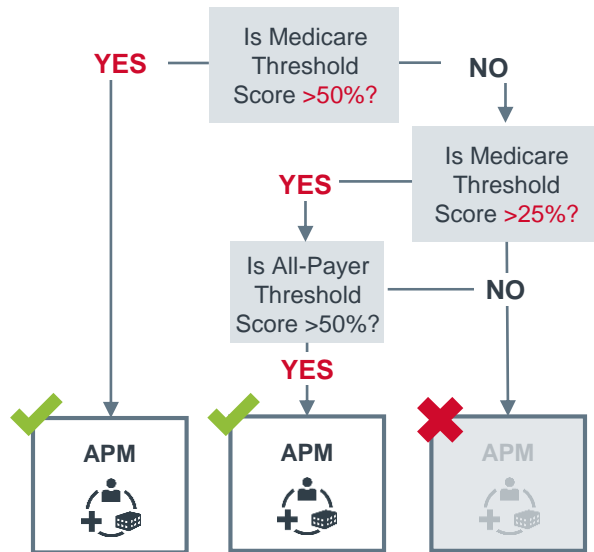 Is Medicare
Threshold
Score >50%?
YES
NO
Is Medicare
Threshold
Score >25%?
YES
Is All-Payer
Threshold
Score >50%?
NO
YES
APM
APM
APM